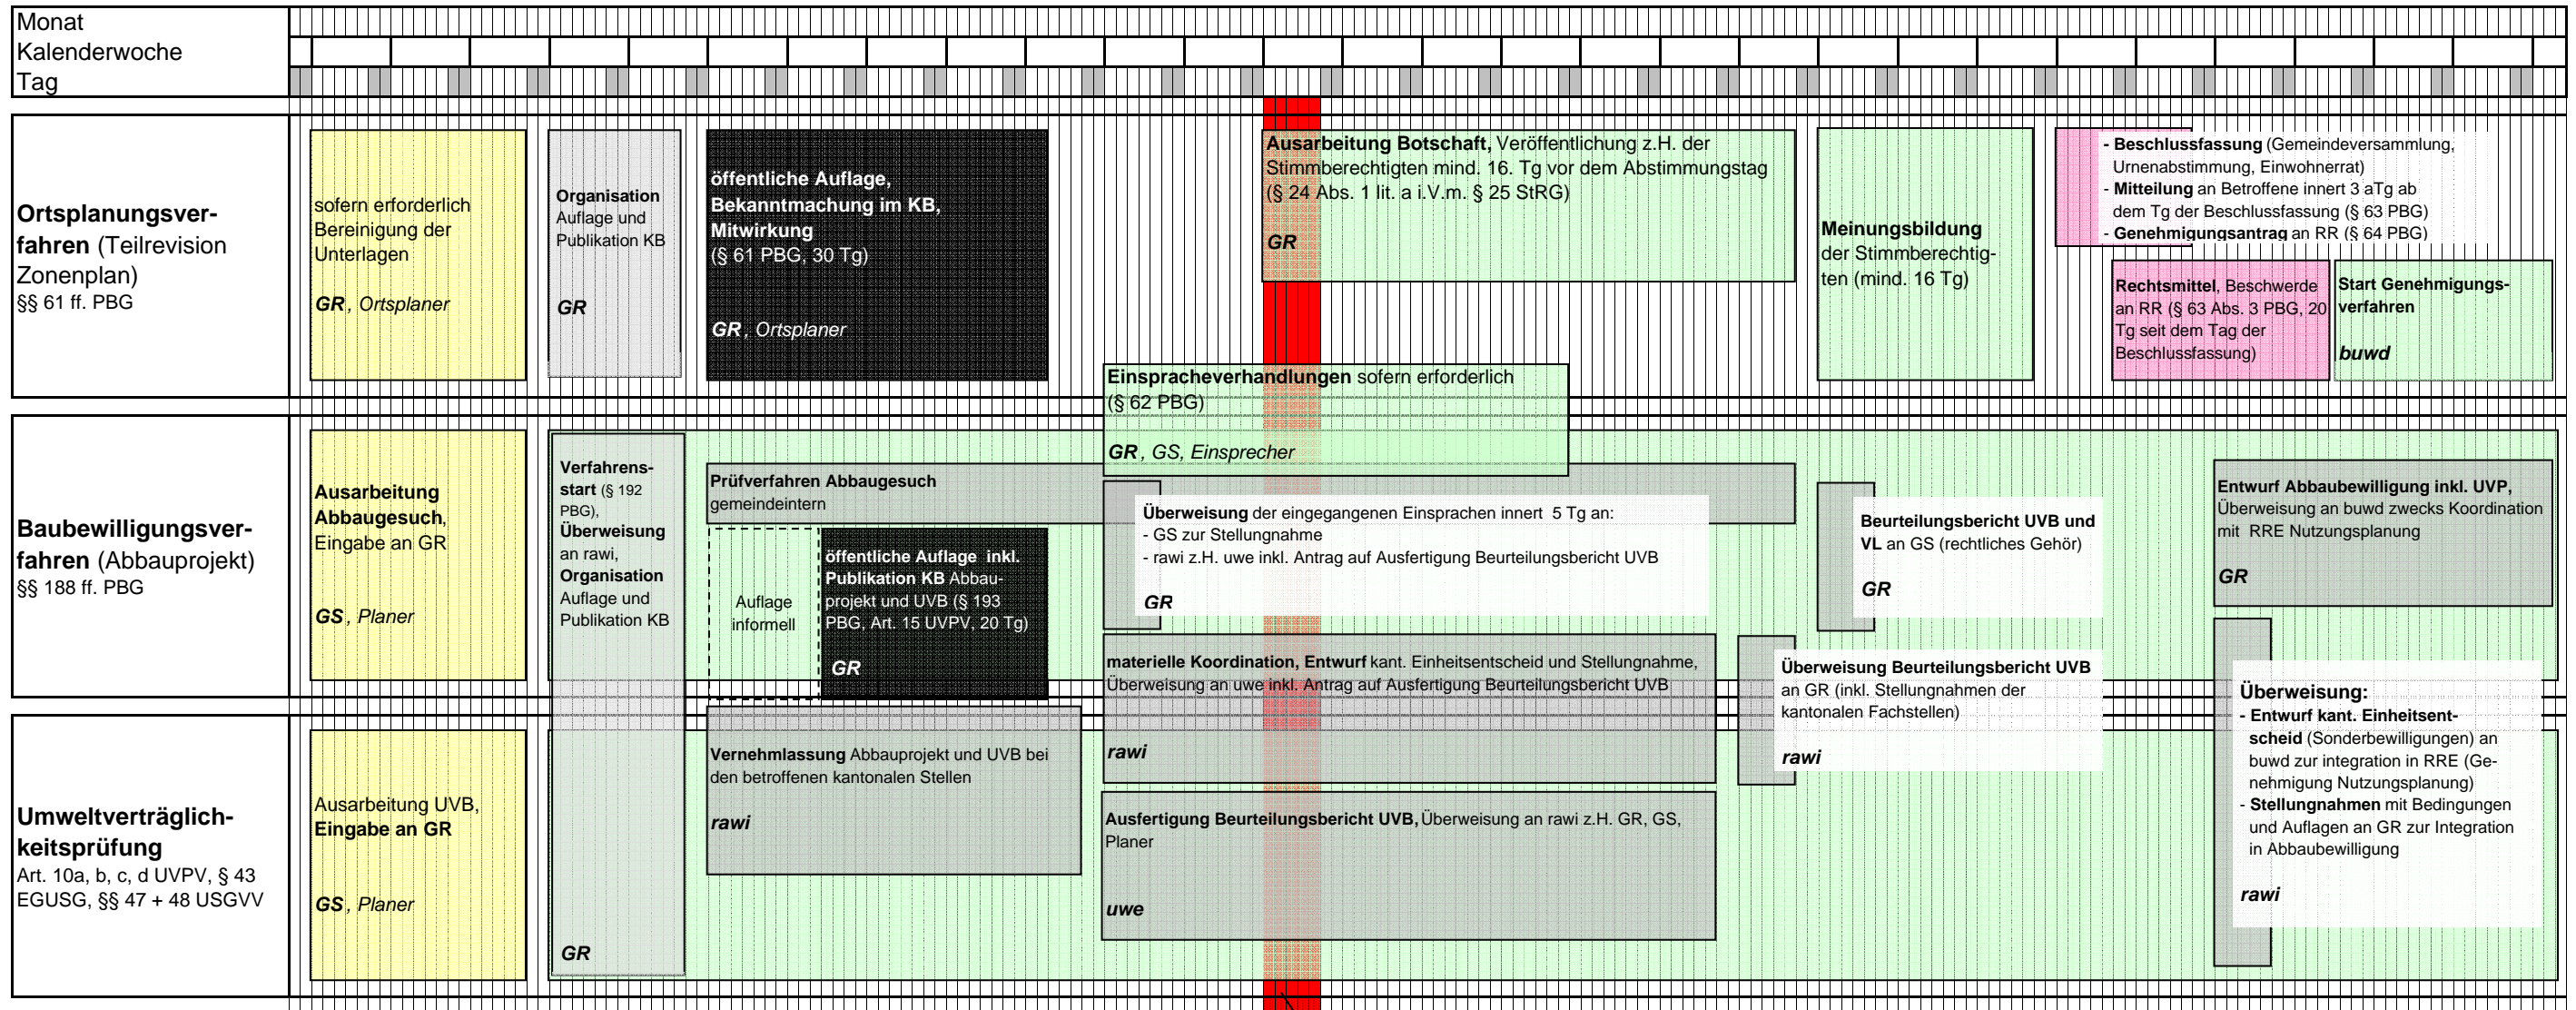 Monat
Kalenderwoche
Tag
Ortsplanungsver-
fahren (Teilrevision
Zonenplan)
§§ 61 ff. PBG
sofern erforderlich
Bereinigung der
Unterlagen
GR, Ortsplaner
Organisation
Auflage und
Publikation KB
GR
öffentliche Auflage,
Bekanntmachung im KB,
Mitwirkung
(§ 61 PBG, 30 Tg)
GR, Ortsplaner
Ausarbeitung Botschaft, Veröffentlichung z.H. der
Stimmberechtigten mind. 16. Tg vor dem Abstimmungstag
(§ 24 Abs. 1 lit. a i.V.m. § 25 StRG)
GR
Meinungsbildung
der Stimmberechtig-
ten (mind. 16 Tg)
- Beschlussfassung (Gemeindeversammlung,
Urnenabstimmung, Einwohnerrat)
- Mitteilung an Betroffene innert 3 aTg ab
dem Tg der Beschlussfassung (§ 63 PBG)
- Genehmigungsantrag an RR (§ 64 PBG)
Rechtsmittel, Beschwerde
an RR (§ 63 Abs. 3 PBG, 20
Tg seit dem Tag der
Beschlussfassung)
Start Genehmigungs-
verfahren
buwd
Einspracheverhandlungen sofern erforderlich
(§ 62 PBG)
GR, GS, Einsprecher
Baubewilligungsver-
fahren (Abbauprojekt)
§§ 188 ff. PBG
Ausarbeitung
Abbaugesuch,
Eingabe an GR
GS, Planer
Verfahrens-
start (§ 192
PBG),
Überweisung
an rawi,
Organisation
Auflage und
Publikation KB
GR
Prüfverfahren Abbaugesuch
gemeindeintern
Auflage
informell
öffentliche Auflage inkl.
Publikation KB Abbau-
projekt und UVB (§ 193
PBG, Art. 15 UVPV, 20 Tg)
GR
Überweisung der eingegangenen Einsprachen innert 5 Tg an:
- GS zur Stellungnahme
- rawi z.H. uwe inkl. Antrag auf Ausfertigung Beurteilungsbericht UVB
GR
materielle Koordination, Entwurf kant. Einheitsentscheid und Stellungnahme,
Überweisung an uwe inkl. Antrag auf Ausfertigung Beurteilungsbericht UVB
rawi
Beurteilungsbericht UVB und
VL an GS (rechtliches Gehör)
GR
Überweisung Beurteilungsbericht UVB
an GR (inkl. Stellungnahmen der
kantonalen Fachstellen)
rawi
Entwurf Abbaubewilligung inkl. UVP,
Überweisung an buwd zwecks Koordination
mit RRE Nutzungsplanung
GR
Überweisung:
- Entwurf kant. Einheitsent-
scheid (Sonderbewilligungen) an
buwd zur integration in RRE (Ge-
nehmigung Nutzungsplanung)
- Stellungnahmen mit Bedingungen
und Auflagen an GR zur Integration
in Abbaubewilligung
rawi
Umweltverträglich-
keitsprüfung
Art. 10a, b, c, d UVPV, § 43
EGUSG, §§ 47 + 48 USGVV
Ausarbeitung UVB,
Eingabe an GR
GS, Planer
Vernehmlassung Abbauprojekt und UVB bei
den betroffenen kantonalen Stellen
rawi
Ausfertigung Beurteilungsbericht UVB, Überweisung an rawi z.H. GR, GS,
Planer
uwe